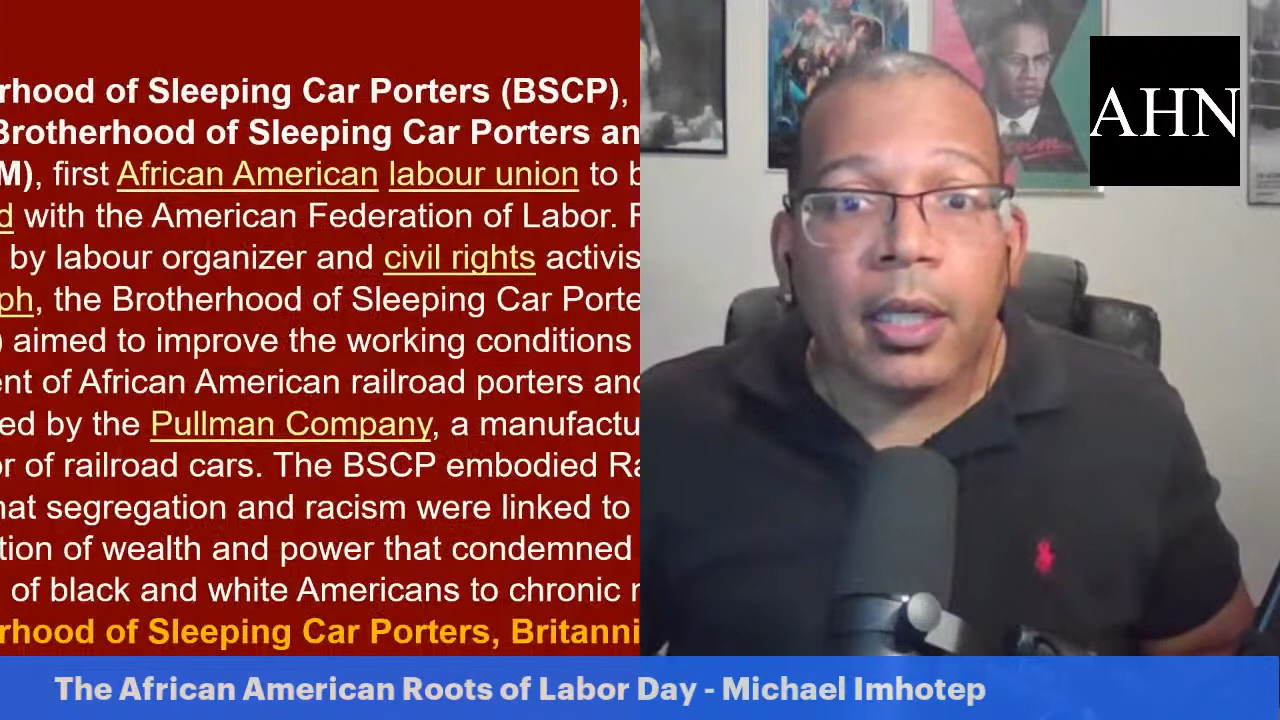 rhood of Sleeping Car Porters (BSCP),
Brotherhood of Sleeping Car Porters an
M), first African American labour union to b
d with the American Federation of Labor. F
by labour organizer and civil rights activis
ph, the Brotherhood of Sleeping Car Porte
) aimed to improve the working conditions
ent of African American railroad porters and
ed by the Pullman Company, a manufactu
or of railroad cars. The BSCP embodied Ra
hat segregation and racism were linked to
tion of wealth and power that condemned
of black and white Americans to chronic
rhood of Sleeping Car Porters, Britanni
AHN
The African American Roots of Labor Day - Michael Imhotep